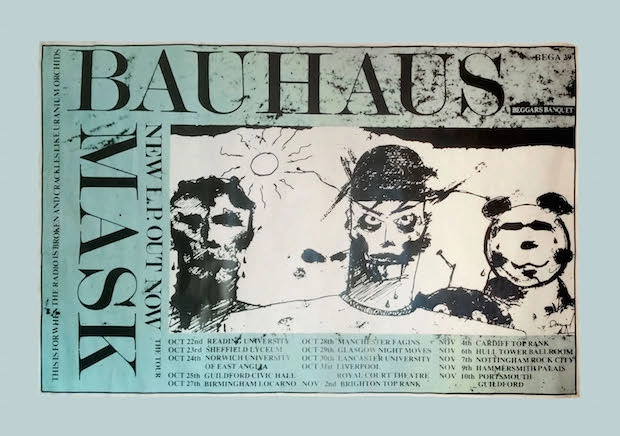 BAUHAUS
BEGA 29
BEGGARS BANQUET
THIS IS FOR WHEN THE RADIO IS BROKEN AND CRACKLES LIKE URANIUM ORCHIDS
MASK
NEW LP OUT NOW
THE TOUR
OCT 22nd READING UNIVERSITY
OCT 23rd SHEFFIELD LYCEUM
OCT 24th NORWICH UNIVERSITY
OF EAST ANGLIA
OCT 25th GUILDFORD CIVIC HALL
OCT 27th BIRMINGHAM LOCARNO
OCT 28th MANCHESTER FAGINS
OCT 29th GLASGOW NIGHT MOVES
OCT 30th LANCASTER UNIVERSITY
OCT 31st LIVERPOOL
ROYAL COURT THEATRE
NOV 2nd BRIGHTON TOP RANK
NOV 4th CARDIFF TOP RANK
NOV 6th HULL TOWER BALLROOM
NOV 7th NOTTINGHAM ROCK CITY
NOV 9th HAMMERSMITH PALAIS
NOV 10th PORTSMOUTH
GUILDFORD